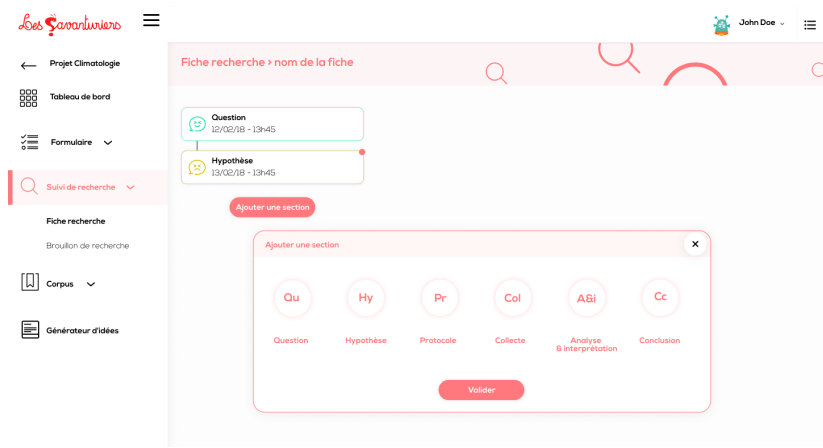 Les Savanturiers
John Doe
Projet Climatologie
Tableau de bord
Formulaire
Suivi de recherche
Fiche recherche
Brouillon de recherche
Corpus
Générateur d'idées
Fiche recherche > nom de la fiche
Question
12/02/18 - 13h45
Hypothèse
13/02/18 - 13h45
Ajouter une section
Ajouter une section
Qu
Hy
Pr
Col
A&i
Cc
Question
Hypothèse
Protocole
Collecte
Analyse
& interprétation
Conclusion
Valider